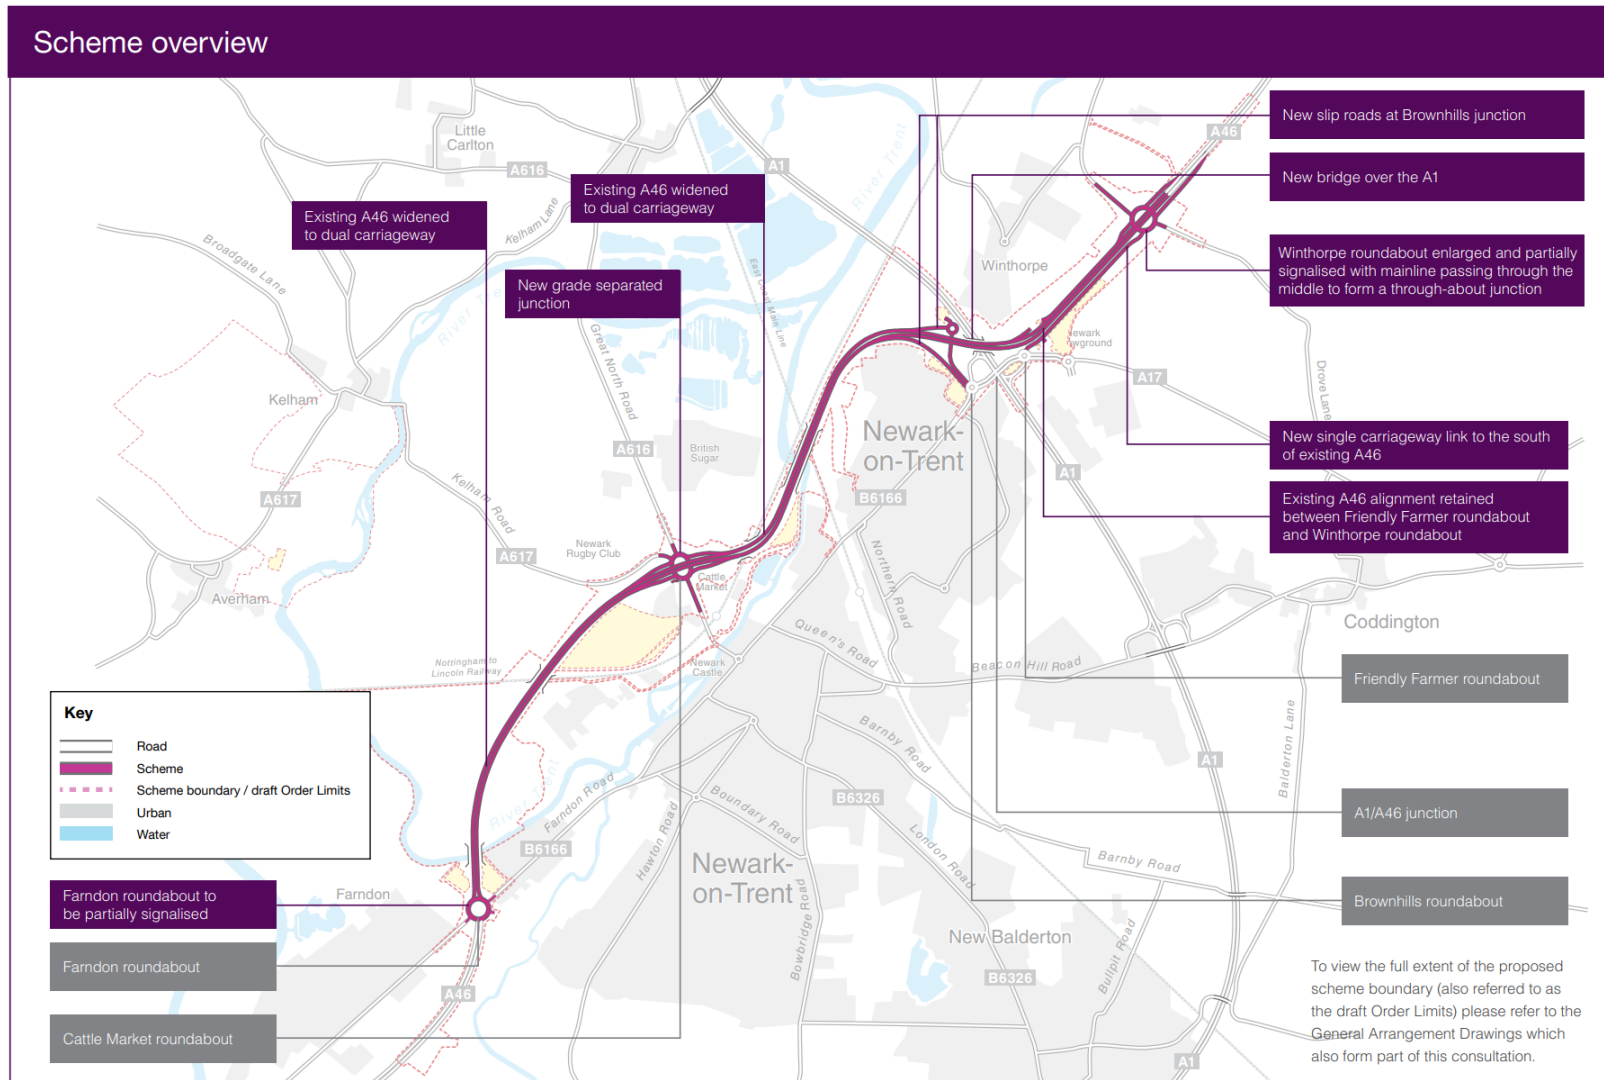 Scheme overview
Little
Carlton
A616
A1
River Trent
A46
New slip roads at Brownhills junction
New bridge over the A1
Existing A46 widened
to dual carriageway
Existing A46 widened
to dual carriageway
Kelham Lane
Broadgate Lane
New grade separated
junction
East Coast Main Line
Winthorpe
Winthorpe roundabout enlarged and partially
signalised with mainline passing through the
middle to form a through-about junction
River
Great North Road
Kelham
A17
Drove Lane
Newark-
on-Trent
A616
British
Sugar
New single carriageway link to the south
of existing A46
A1
A617
Kelham Road
B6166
Existing A46 alignment retained
between Friendly Farmer roundabout
and Winthorpe roundabout
A617
Newark
Rugby Club
Cattle
Market
Northern Road
Averham
Coddington
Queen's Road
Nottingham to
Lincoln Railway
Newark
Castle
Beacon Hill Road
Friendly Farmer roundabout
Key
Road
Scheme
Scheme boundary / draft Order Limits
Urban
Water
Barnby Road
Balderton Lane
A1
River Trent
Farndon Road
Boundary Road
B6326
A1/A46 junction
Hawton Road
London Road
B6166
Newark-
on-Trent
Barnby Road
Farndon roundabout to
be partially signalised
Farndon
Bowbridge Road
Brownhills roundabout
New Balderton
Bullpit Road
Farndon roundabout
A46
B6326
To view the full extent of the proposed
scheme boundary (also referred to as
the draft Order Limits) please refer to the
General Arrangement Drawings which
also form part of this consultation.
Cattle Market roundabout
A1